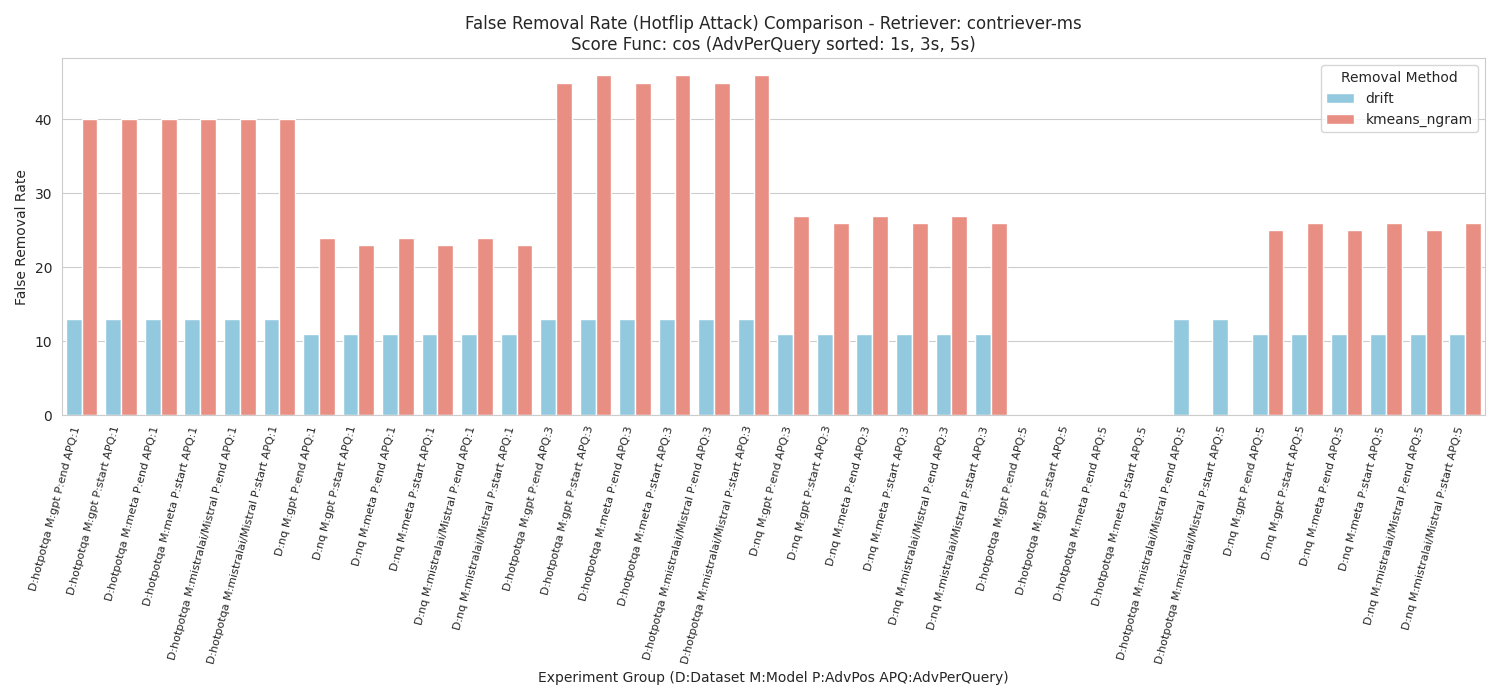 False Removal Rate (Hotflip Attack) Comparison - Retriever: contriever-ms
Score Func: cos (AdvPerQuery sorted: 1s, 3s, 5s)
Removal Method
drift
kmeans_ngram
False Removal Rate
40
30
20
10
0
D:hotpotqa M:gpt P:end APQ:1
D:hotpotqa M:gpt P:start APQ:1
D:hotpotqa M:meta P:end APQ:1
D:hotpotqa M:meta P:start APQ:1
D:hotpotqa M:mistralai/Mistral P:end APQ:1
D:hotpotqa M:mistralai/Mistral P:start APQ:1
D:nq M:gpt P:end APQ:1
D:nq M:gpt P:start APQ:1
D:nq M:meta P:end APQ:1
D:nq M:meta P:start APQ:1
D:nq M:mistralai/Mistral P:end APQ:1
D:nq M:mistralai/Mistral P:start APQ:1
D:hotpotqa M:gpt P:end APQ:3
D:hotpotqa M:gpt P:start APQ:3
D:hotpotqa M:meta P:end APQ:3
D:hotpotqa M:meta P:start APQ:3
D:hotpotqa M:mistralai/Mistral P:end APQ:3
D:hotpotqa M:mistralai/Mistral P:start APQ:3
D:nq M:gpt P:end APQ:3
D:nq M:gpt P:start APQ:3
D:nq M:meta P:end APQ:3
D:nq M:meta P:start APQ:3
D:nq M:mistralai/Mistral P:end APQ:3
D:nq M:mistralai/Mistral P:start APQ:3
D:hotpotqa M:gpt P:end APQ:5
D:hotpotqa M:gpt P:start APQ:5
D:hotpotqa M:meta P:end APQ:5
D:hotpotqa M:meta P:start APQ:5
D:hotpotqa M:mistralai/Mistral P:end APQ:5
D:hotpotqa M:mistralai/Mistral P:start APQ:5
D:nq M:gpt P:end APQ:5
D:nq M:gpt P:start APQ:5
D:nq M:meta P:end APQ:5
D:nq M:meta P:start APQ:5
D:nq M:mistralai/Mistral P:end APQ:5
D:nq M:mistralai/Mistral P:start APQ:5
Experiment Group (D:Dataset M:Model P:AdvPos APQ:AdvPerQuery)